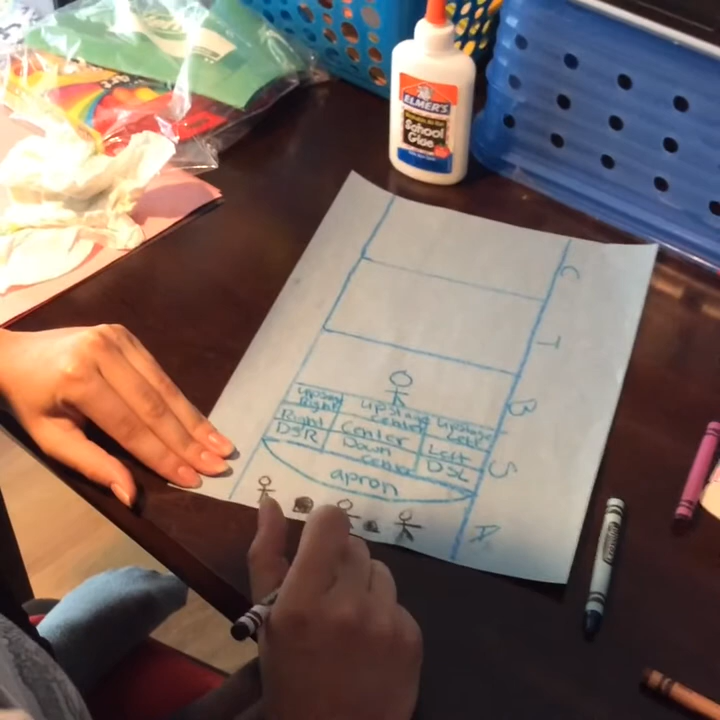 ELMER'S
School
Glue
C
T
B
S
A
Upstage Right
Upstage Center
Upstage Left
Right
Center
Left
DSR
Down Center
DSL
apron